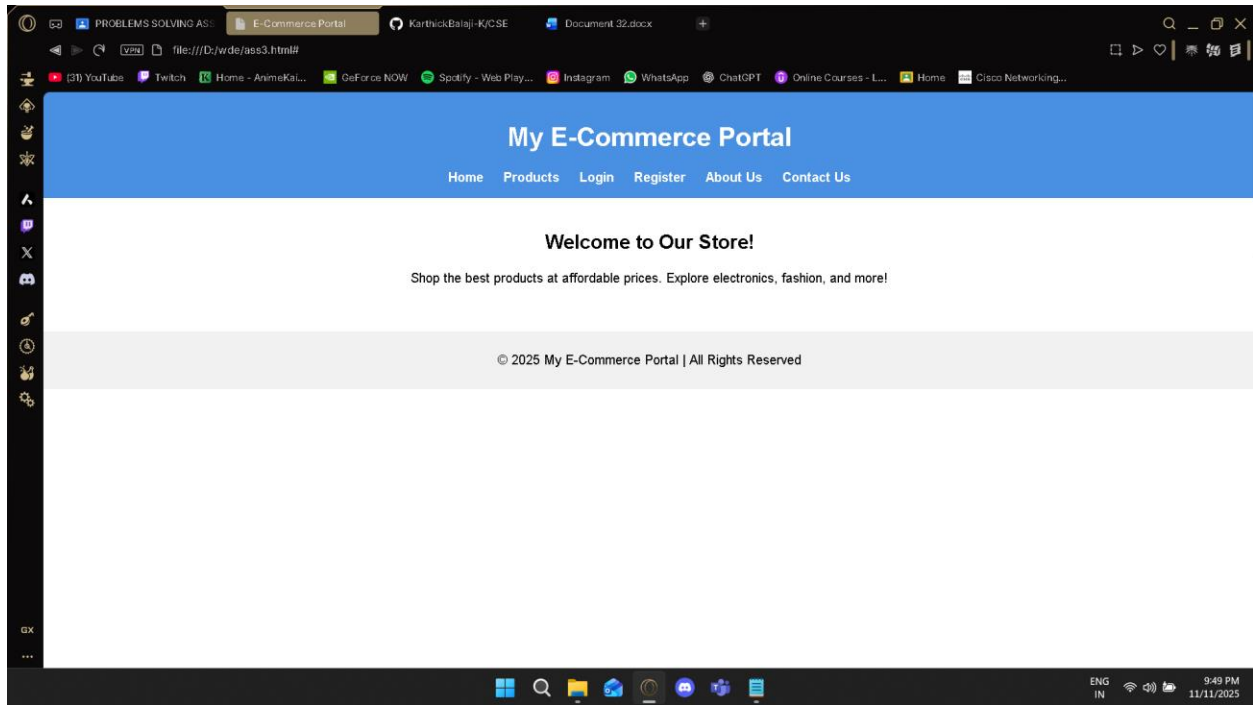 PROBLEMS SOLVING ASS
E-Commerce Portal
KarthickBalaji-K/CSE
Document 32.docx
VPN
file:///D:/wde/ass3.html#
(31) YouTube
Twitch
Home - AnimeKai...
GeForce NOW
Spotify - Web Play...
Instagram
WhatsApp
ChatGPT
Online Courses - L...
Home
Cisco Networking...
My E-Commerce Portal
Home Products Login Register About Us Contact Us
Welcome to Our Store!
Shop the best products at affordable prices. Explore electronics, fashion, and more!
© 2025 My E-Commerce Portal | All Rights Reserved
GX
ENG
IN
9:49 PM
11/11/2025